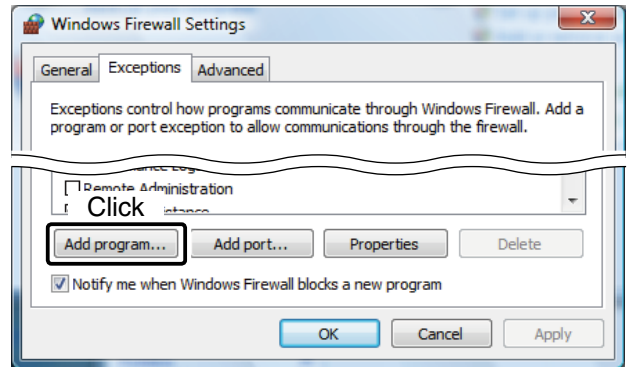 Windows Firewall Settings
General Exceptions Advanced
Exceptions control how programs communicate through Windows Firewall. Add a
program or port exception to allow communications through the firewall.
Remote Administration
Click
Add program... Add port... Properties Delete
Notify me when Windows Firewall blocks a new program
OK Cancel Apply